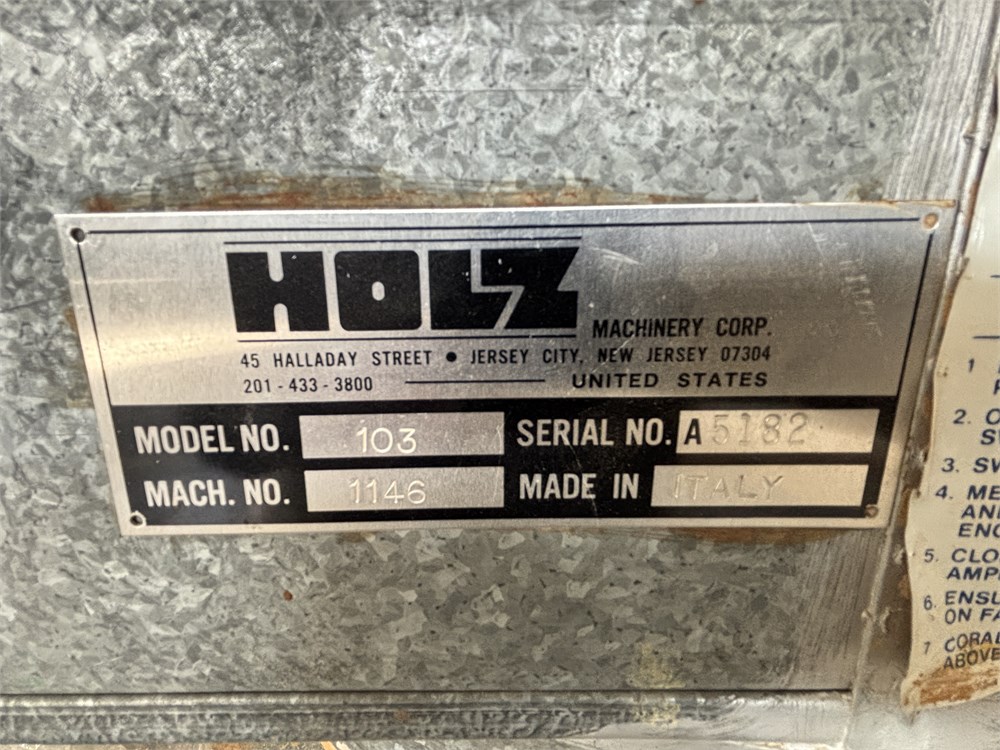 HOLZ MACHINERY CORP.
45 HALLADAY STREET • JERSEY CITY, NEW JERSEY 07304
201 - 433 - 3800 UNITED STATES
MODEL NO. 103 SERIAL NO. A 5182
MACH. NO. 1146 MADE IN ITALY
1
2. O
S
3. SW
4. ME
AN
ENG
5. CLO
AMP
6. ENSU
ON FA
7 CORAL
ABOVE